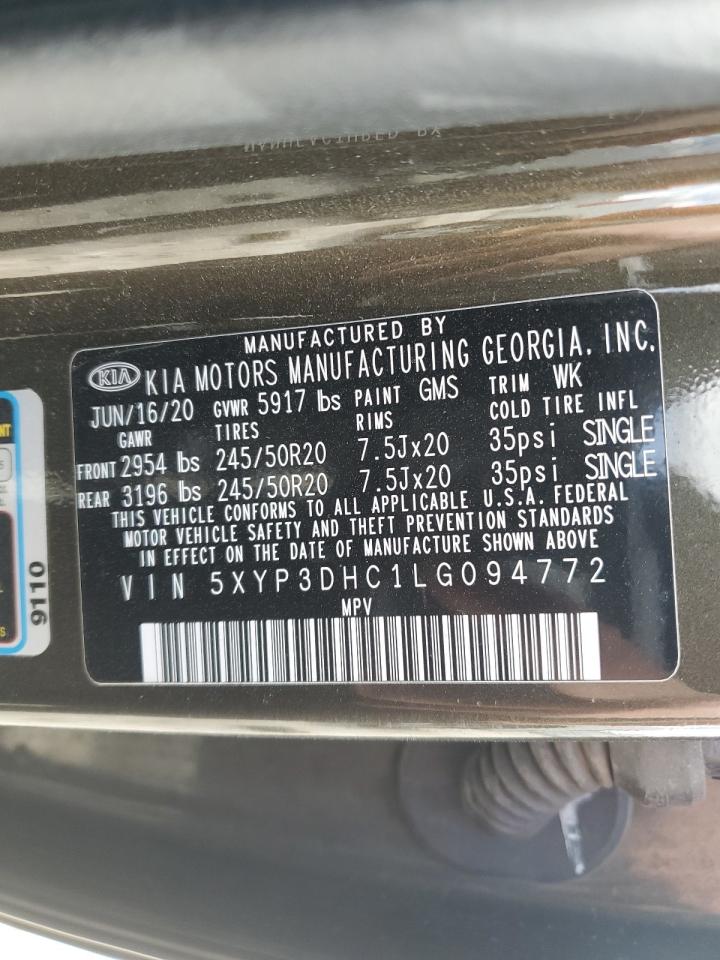 MANUFACTURED BY
KIA KIA MOTORS MANUFACTURING GEORGIA, INC.
JUN/16/20 GVWR 5917 lbs PAINT GMS TRIM WK
GAWR TIRES RIMS COLD TIRE INFL
FRONT 2954 lbs 245/50R20 7.5Jx20 35psi SINGLE
REAR 3196 lbs 245/50R20 7.5Jx20 35psi SINGLE
THIS VEHICLE CONFORMS TO ALL APPLICABLE U.S.A. FEDERAL
MOTOR VEHICLE SAFETY AND THEFT PREVENTION STANDARDS
IN EFFECT ON THE DATE OF MANUFACTURE SHOWN ABOVE.
VIN 5XYP3DHC1LG094772
MPV
9110